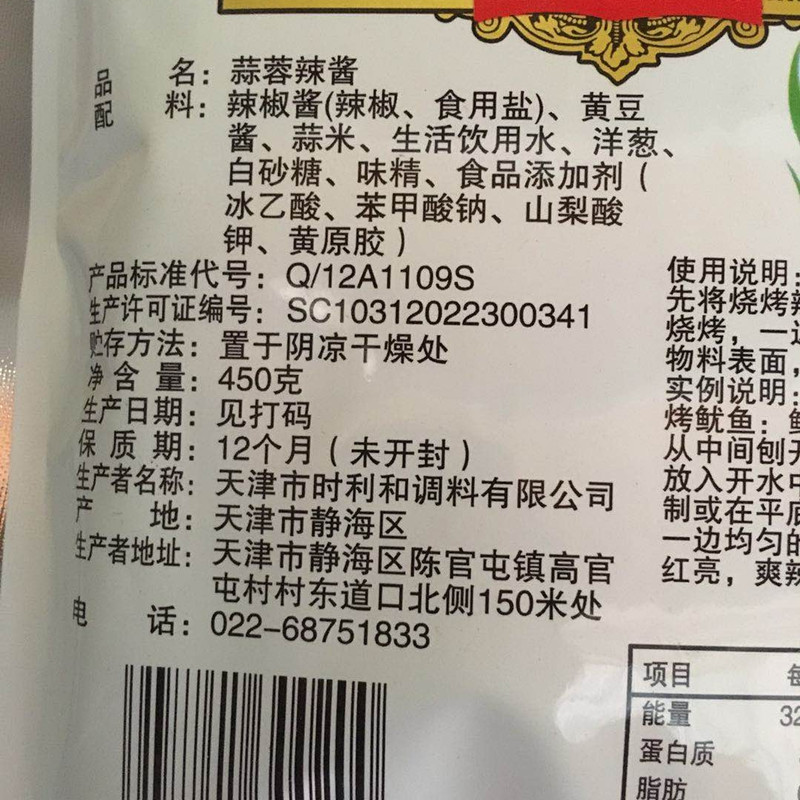 品名：蒜蓉辣酱
配料：辣椒酱(辣椒、食用盐)、黄豆
酱、蒜米、生活饮用水、洋葱、
白砂糖、味精、食品添加剂（
冰乙酸、苯甲酸钠、山梨酸
钾、黄原胶）
产品标准代号：Q/12A1109S
生产许可证编号：SC10312022300341
贮存方法：置于阴凉干燥处
净含量：450克
生产日期：见打码
保质期：12个月（未开封）
生产者名称：天津市时利和调料有限公司
产地：天津市静海区
生产者地址：天津市静海区陈官屯镇高官
屯村村东道口北侧150米处
电话：022-68751833
使用说明：
先将烧烤
烧烤，一
物料表面，
实例说明：
烤鱿鱼：
从中间刨开
放入开水中
制或在平底
一边均匀的
红亮，爽辣
项目
能量 32
蛋白质
脂肪